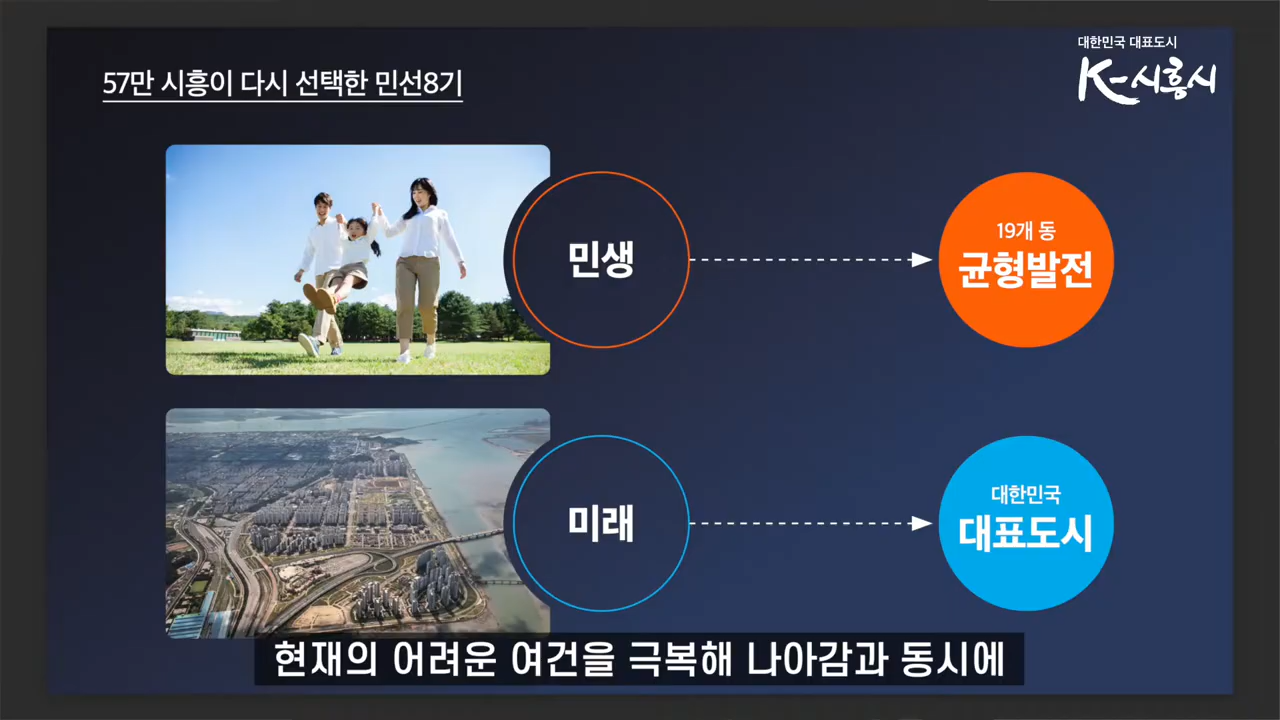 대한민국 대표도시
K-시흥시
57만 시흥이 다시 선택한 민선8기
민생
19개 동
균형발전
미래
대한민국
대표도시
현재의 어려운 여건을 극복해 나아감과 동시에